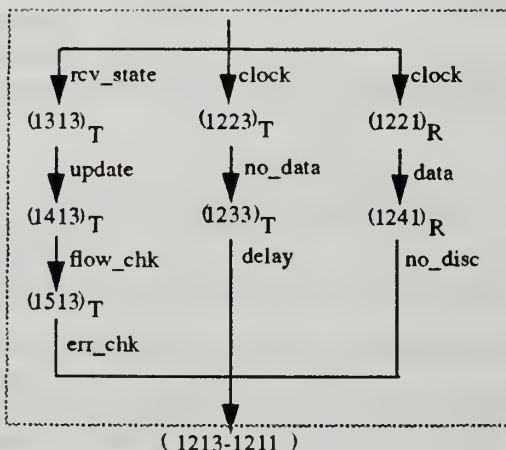 rcv_state clock clock
(1313)T (1223)T (1221)R
update no_data data
(1413)T (1233)T (1241)R
flow_chk delay no_disc
(1513)T
err_chk
( 1213-1211 )